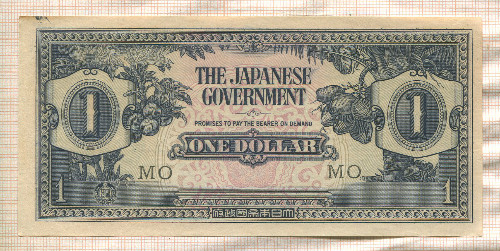 THE JAPANESE
GOVERNMENT
PROMISES TO PAY THE BEARER ON DEMAND
ONE DOLLAR
1
1
MO
MO
1
1
府政國帝本日大